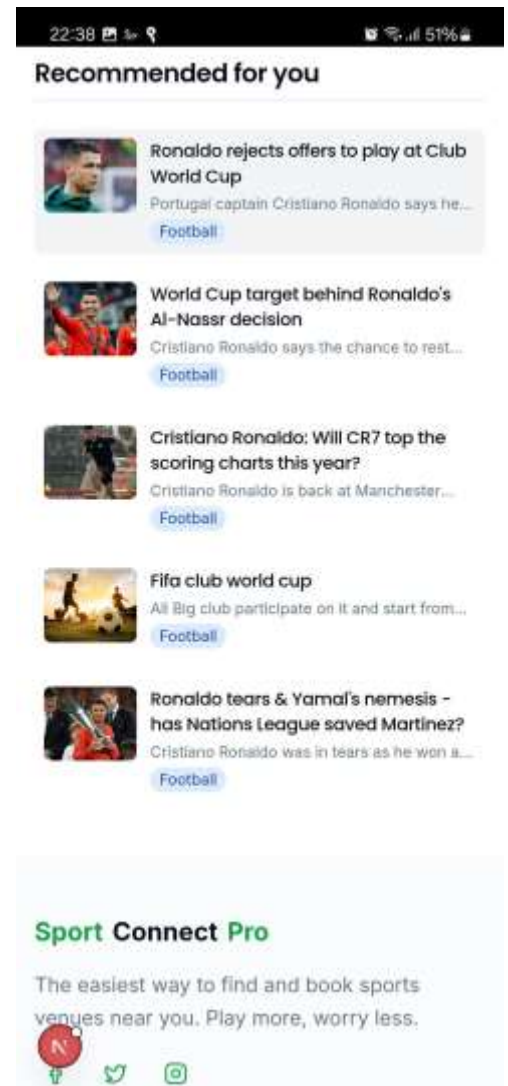 22:38 51%
Recommended for you
Ronaldo rejects offers to play at Club
World Cup
Portugal captain Cristiano Ronaldo says he...
Football
World Cup target behind Ronaldo's
Al-Nassr decision
Cristiano Ronaldo says the chance to rest...
Football
Cristiano Ronaldo: Will CR7 top the
scoring charts this year?
Cristiano Ronaldo is back at Manchester...
Football
Fifa club world cup
All Big club participate on it and start from...
Football
Ronaldo tears & Yamal's nemesis -
has Nations League saved Martinez?
Cristiano Ronaldo was in tears as he won a...
Football
Sport Connect Pro
The easiest way to find and book sports
venues near you. Play more, worry less.
N